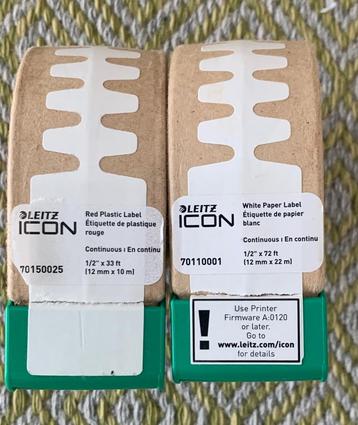 LEITZ
ICON
Red Plastic Label
Étiquette de plastique
rouge
Continuous ı En continu
70150025
1/2" x 33 ft
(12 mm x 10 m)
LEITZ
ICON
White Paper Label
Étiquette de papier
blanc
Continuous ı En continu
70110001
1/2" x 72 ft
(12 mm x 22 m)
!
Use Printer
Firmware A:0120
or later.
Go to
www.leitz.com/icon
for details